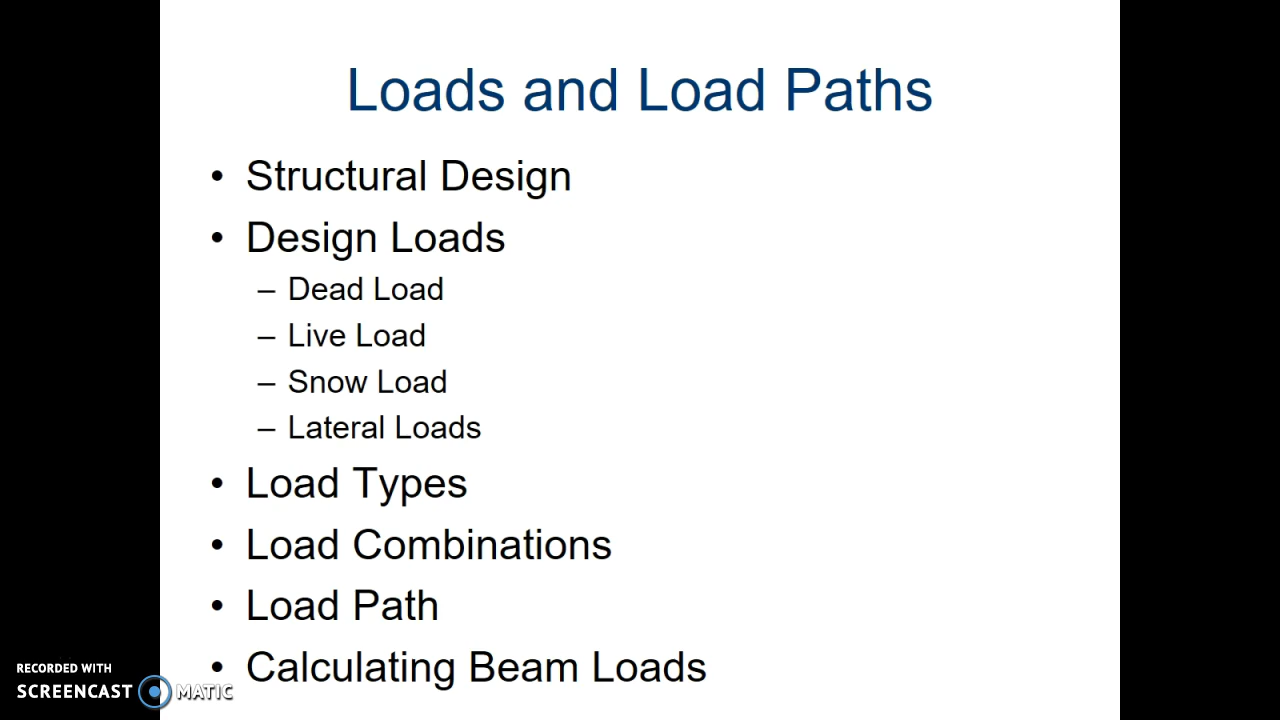 Loads and Load Paths
• Structural Design
• Design Loads
– Dead Load
– Live Load
– Snow Load
– Lateral Loads
• Load Types
• Load Combinations
• Load Path
• Calculating Beam Loads
RECORDED WITH
SCREENCAST MATIC